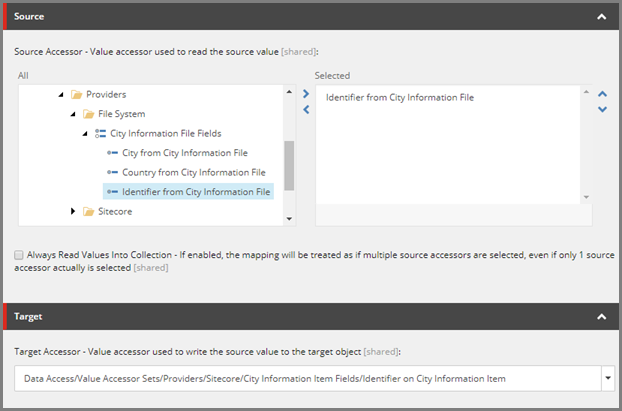 Source
Source Accessor - Value accessor used to read the source value [shared]:
All
Selected
Providers
File System
City Information File Fields
City from City Information File
Country from City Information File
Identifier from City Information File
Sitecore
Identifier from City Information File
Always Read Values Into Collection - If enabled, the mapping will be treated as if multiple source accessors are selected, even if only 1 source
accessor actually is selected [shared]
Target
Target Accessor - Value accessor used to write the source value to the target object [shared]:
Data Access/Value Accessor Sets/Providers/Sitecore/City Information Item Fields/Identifier on City Information Item